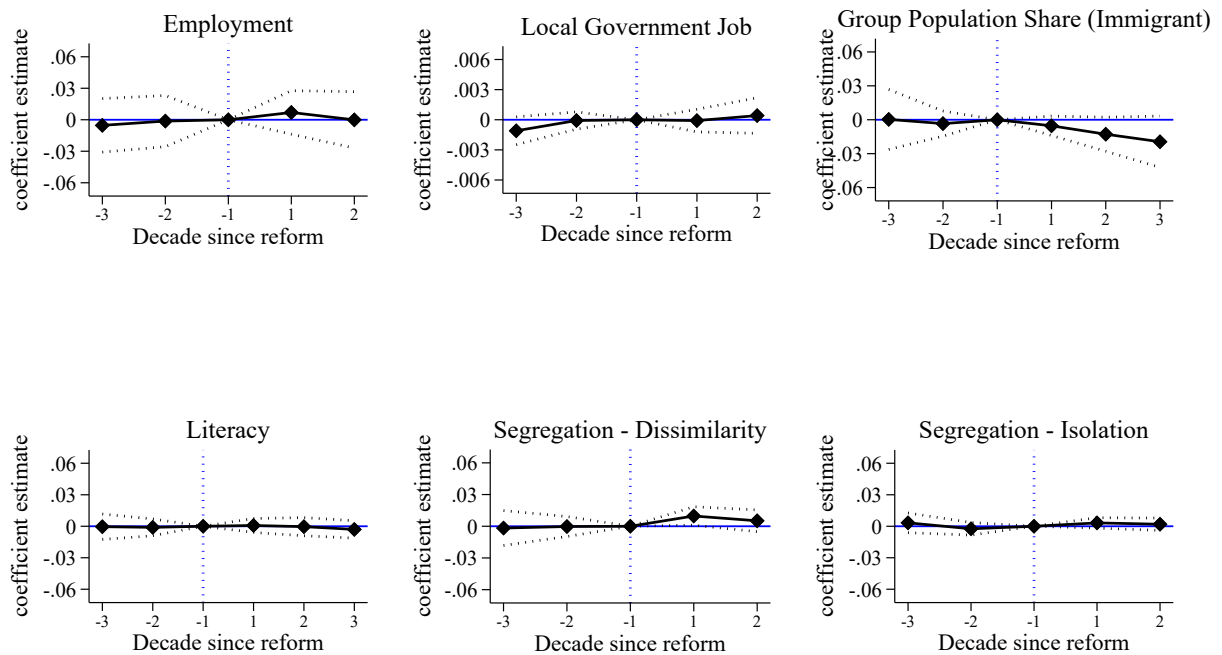 Employment
coefficient estimate
.06
.03
0
-.03
-.06
-3 -2 -1 1 2
Decade since reform
Local Government Job
coefficient estimate
.006
.003
0
-.003
-.006
-3 -2 -1 1 2
Decade since reform
Group Population Share (Immigrant)
coefficient estimate
.06
.03
0
-.03
-.06
-3 -2 -1 1 2 3
Decade since reform
Literacy
coefficient estimate
.06
.03
0
-.03
-.06
-3 -2 -1 1 2 3
Decade since reform
Segregation - Dissimilarity
coefficient estimate
.06
.03
0
-.03
-.06
-3 -2 -1 1 2
Decade since reform
Segregation - Isolation
coefficient estimate
.06
.03
0
-.03
-.06
-3 -2 -1 1 2
Decade since reform